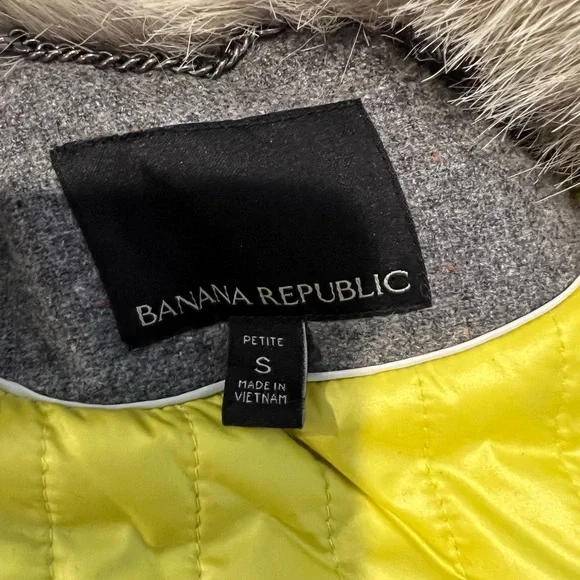 BANANA REPUBLIC
PETITE
S
MADE IN
VIETNAM